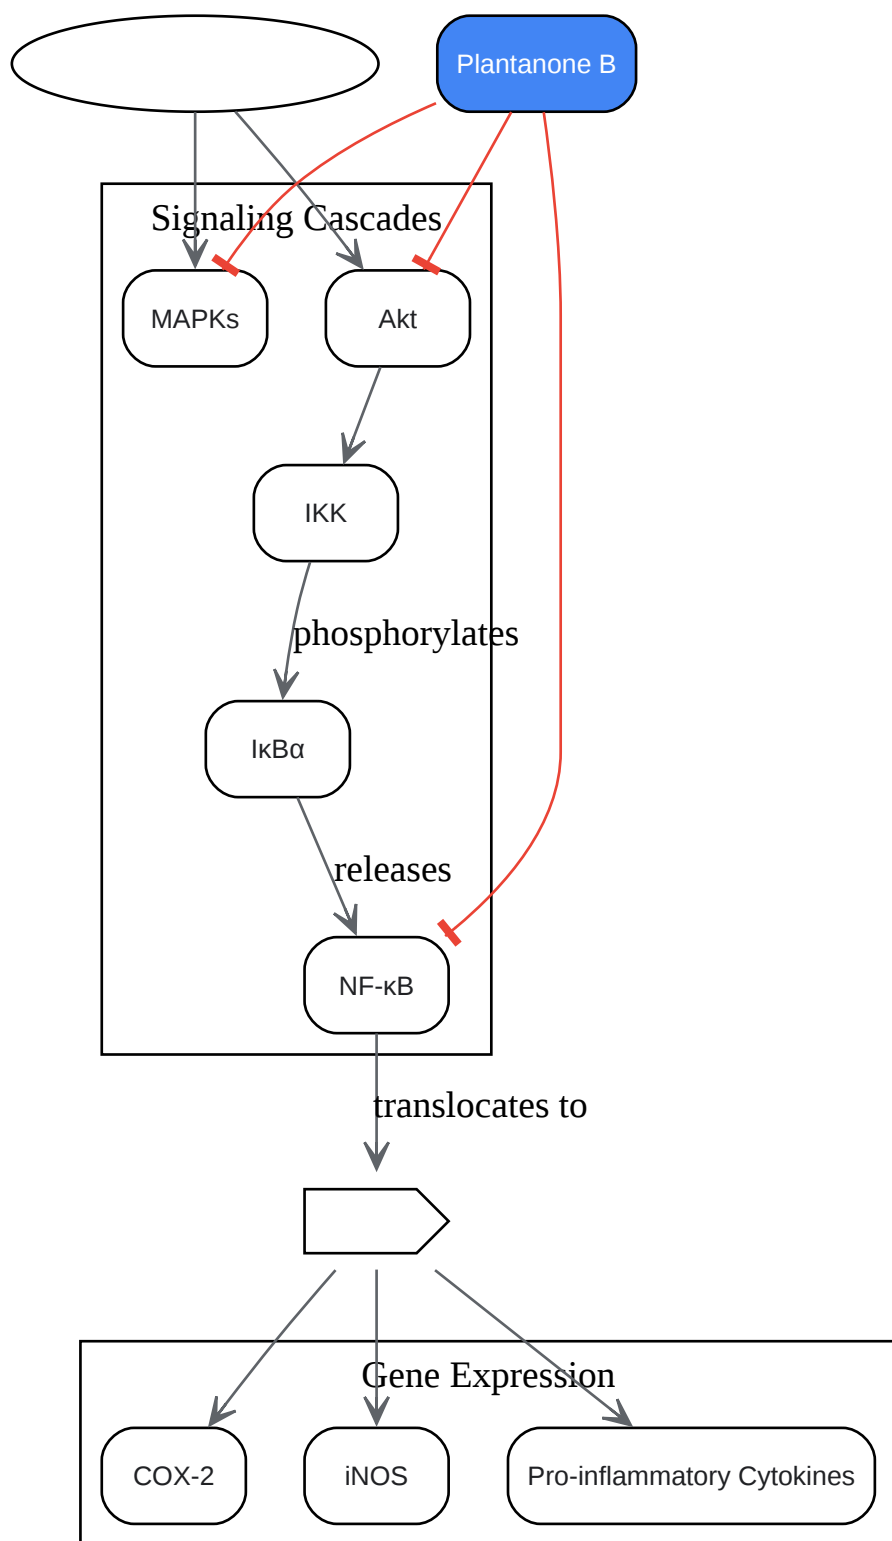 Plantanone B
Signaling Cascades
MAPKs
Akt
IKK
phosphorylates
IκBα
releases
NF-κB
translocates to
Gene Expression
COX-2
iNOS
Pro-inflammatory Cytokines